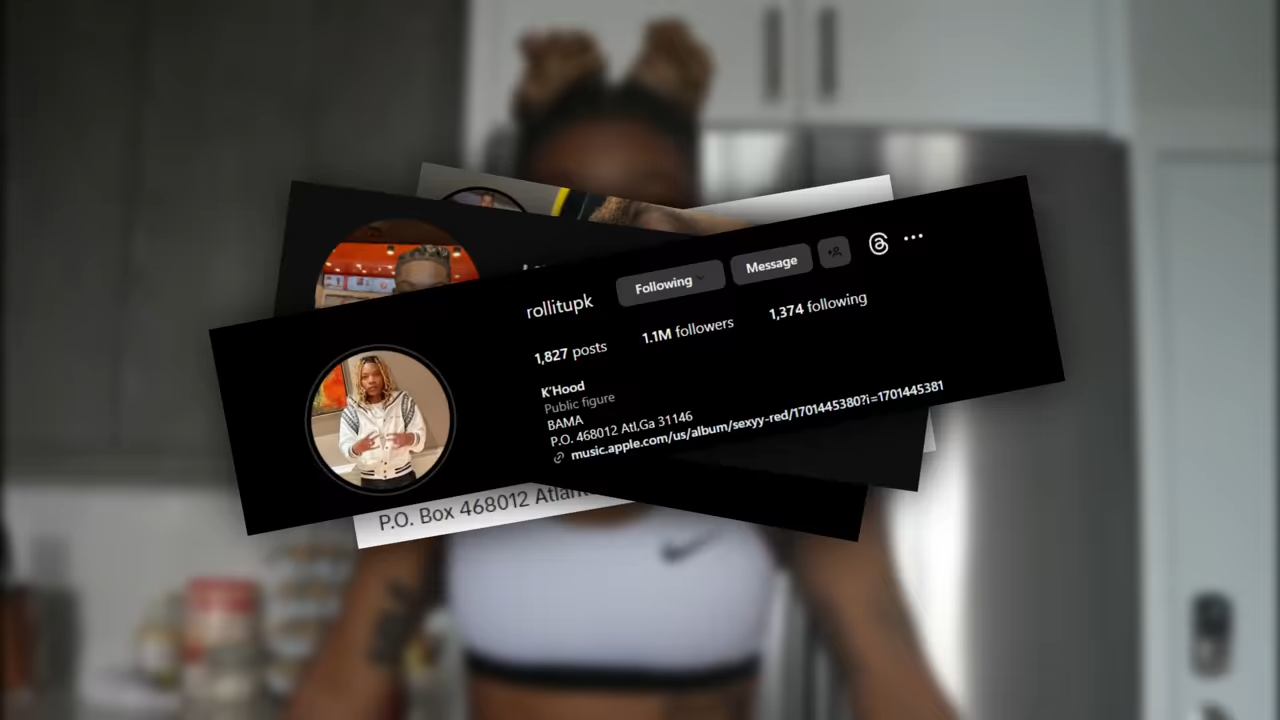 rollitupk Following Message
1,827 posts 1.1M followers 1,374 following
K'Hood
Public figure
BAMA
P.O. 468012 Atl.Ga 31146
music.apple.com/us/album/sexyy-red/1701445380?i=1701445381
P.O. Box 468012